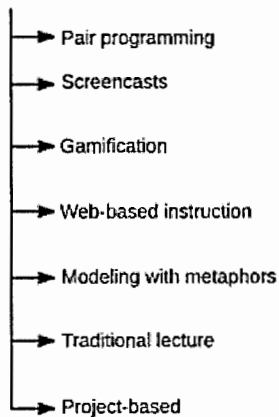 Pair programming
Screencasts
Gamification
Web-based instruction
Modeling with metaphors
Traditional lecture
Project-based